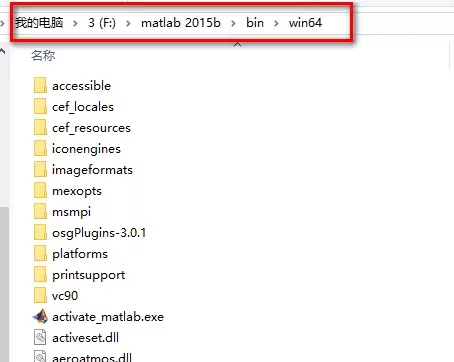 我的电脑 > 3 (F:) > matlab 2015b > bin > win64
名称
accessible
cef_locales
cef_resources
iconengines
imageformats
mexopts
msmpi
osgPlugins-3.0.1
platforms
printsupport
vc90
activate_matlab.exe
activeset.dll
aeroatmos.dll